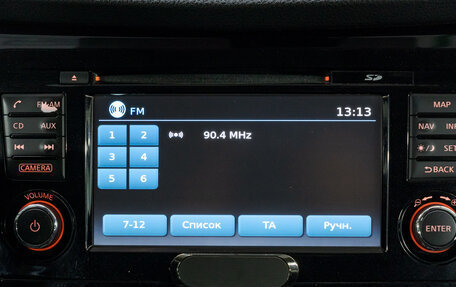 SD
FM-AM
CD AUX
CAMERA
VOLUME
FM 13:13
1 2 90.4 MHz
3 4
5 6
7-12 Список TA Ручн.
MAP
NAV
BACK
ENTER